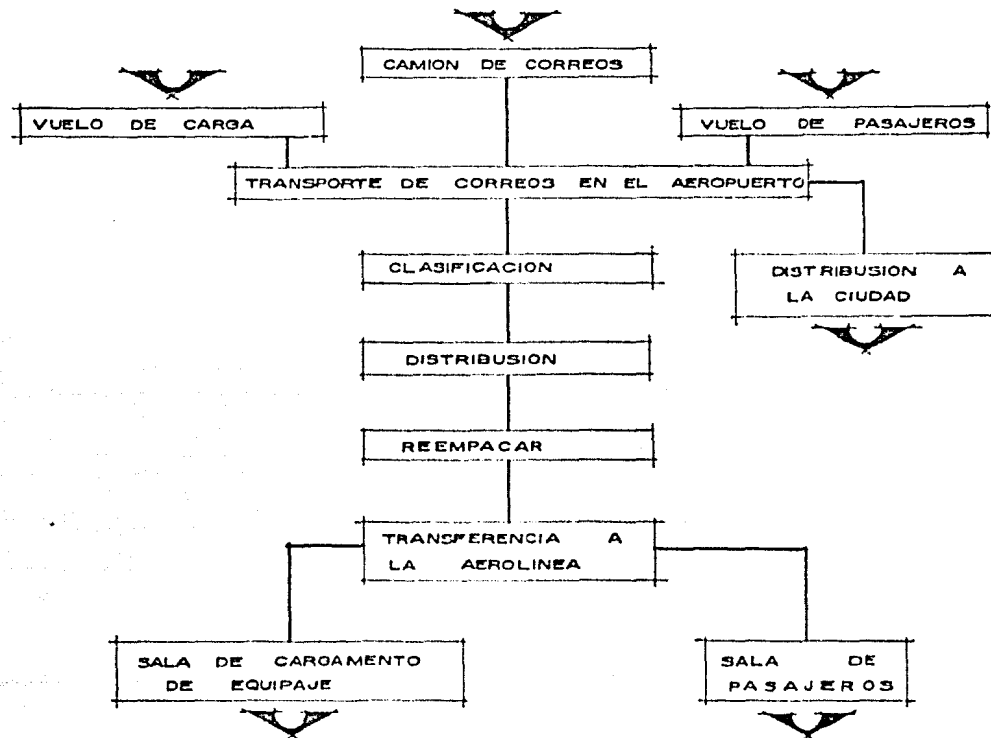 CAMION DE CORREOS
VUELO DE CARGA
VUELO DE PASAJEROS
TRANSPORTE DE CORREOS EN EL AEROPUERTO
CLASIFICACION
DISTRIBUSION A
LA CIUDAD
DISTRIBUSION
REEMPACAR
TRANSFERENCIA A
LA AEROLINEA
SALA DE CARGAMENTO
DE EQUIPAJE
SALA DE
PASAJEROS